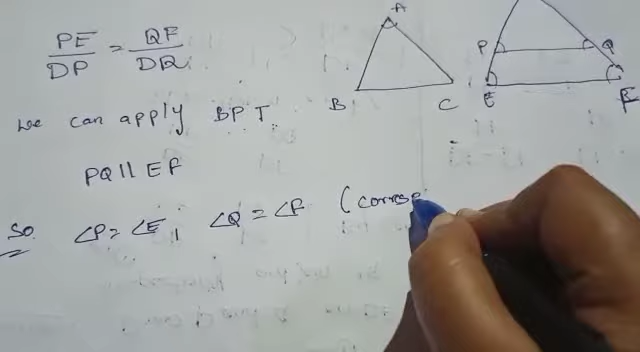 PE/DP = QF/DQ
A
P Q
B C E F
We can apply BPT.
PQ || EF
So ∠P = ∠E, ∠Q = ∠F (corresp